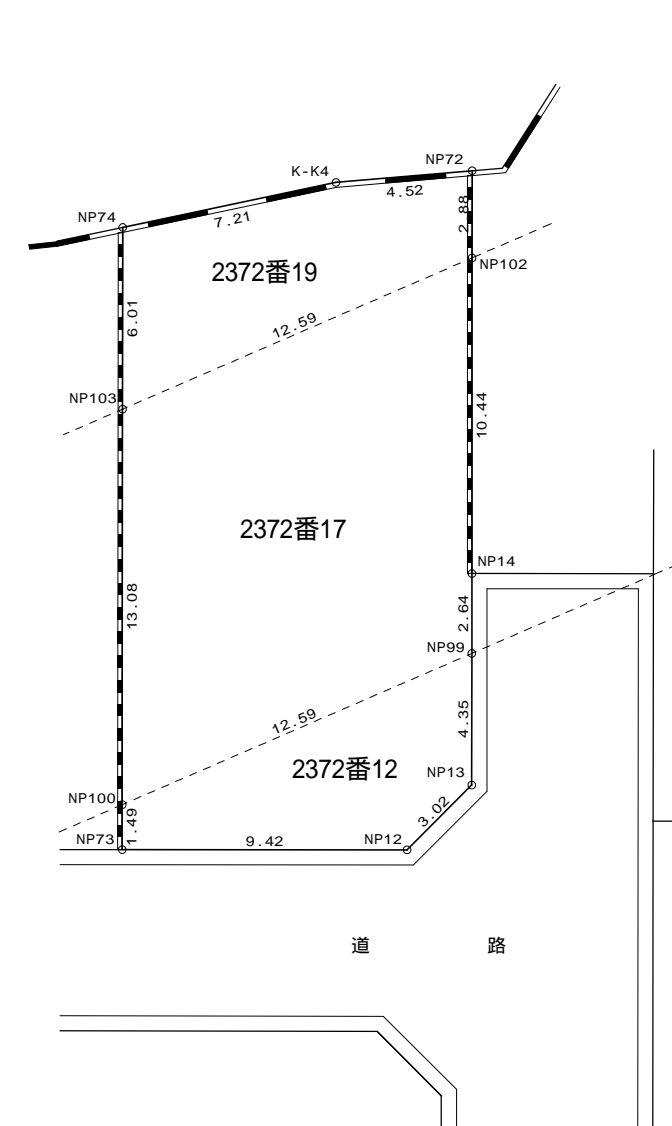 NP72
K-K4
4.52
NP74
7.21
2.88
2372番19
NP102
6.01
12.59
NP103
10.44
2372番17
NP14
13.08
2.64
NP99
12.59
4.35
2372番12
NP13
NP100
1.49
3.02
NP73
9.42
NP12
道 路